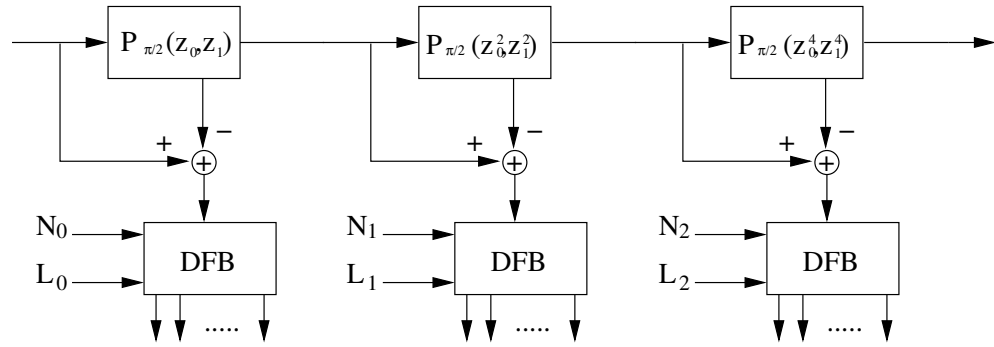 P π/2 (z₀,z₁)
P π/2 (z₀²,z₁²)
P π/2 (z₀⁴,z₁⁴)
− − −
+ + +
+ + +
N₀ N₁ N₂
DFB DFB DFB
L₀ L₁ L₂
..... ..... .....